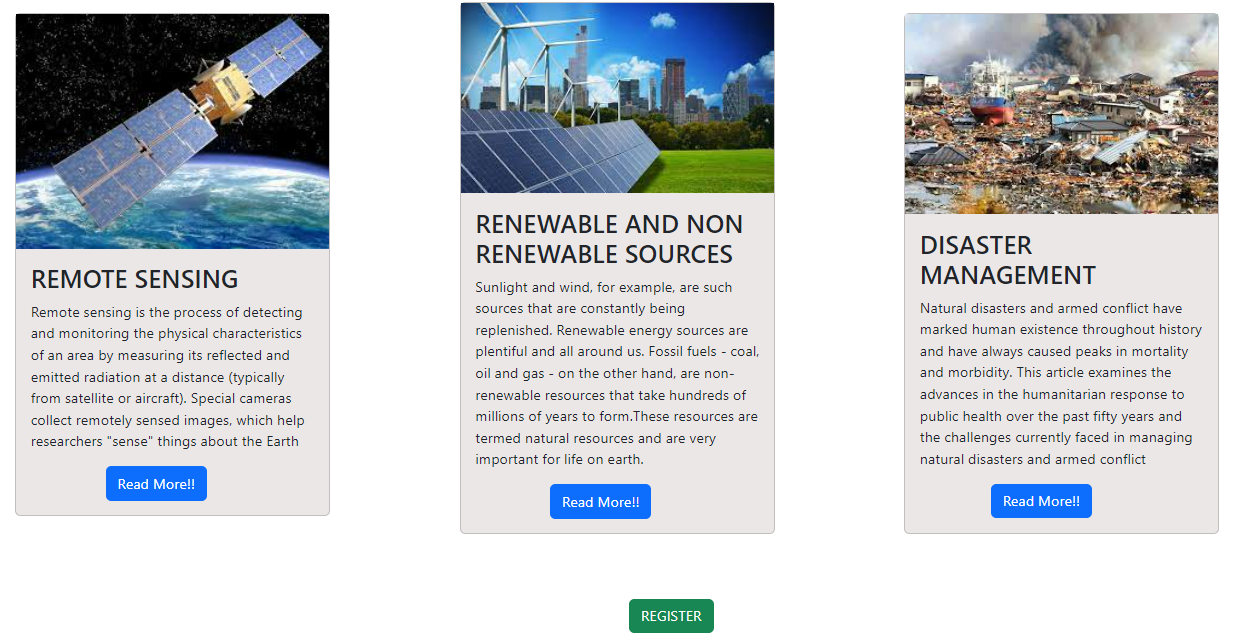 REMOTE SENSING
Remote sensing is the process of detecting
and monitoring the physical characteristics
of an area by measuring its reflected and
emitted radiation at a distance (typically
from satellite or aircraft). Special cameras
collect remotely sensed images, which help
researchers "sense" things about the Earth
Read More!!
RENEWABLE AND NON
RENEWABLE SOURCES
Sunlight and wind, for example, are such
sources that are constantly being
replenished. Renewable energy sources are
plentiful and all around us. Fossil fuels - coal,
oil and gas - on the other hand, are non-
renewable resources that take hundreds of
millions of years to form.These resources are
termed natural resources and are very
important for life on earth.
Read More!!
DISASTER
MANAGEMENT
Natural disasters and armed conflict have
marked human existence throughout history
and have always caused peaks in mortality
and morbidity. This article examines the
advances in the humanitarian response to
public health over the past fifty years and
the challenges currently faced in managing
natural disasters and armed conflict
Read More!!
REGISTER